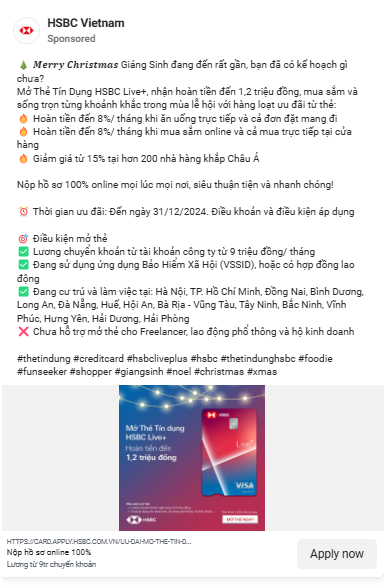 HSBC Vietnam
Sponsored
🎄 Merry Christmas Giáng Sinh đang đến rất gần, bạn đã có kế hoạch gì
chưa?
Mở Thẻ Tín Dụng HSBC Live+, nhận hoàn tiền đến 1,2 triệu đồng, mua sắm và
sống trọn từng khoảnh khắc trong mùa lễ hội với hàng loạt ưu đãi từ thẻ:
🔥 Hoàn tiền đến 8%/ tháng khi ăn uống trực tiếp và cả đơn đặt mang đi
🔥 Hoàn tiền đến 8%/ tháng khi mua sắm online và cả mua trực tiếp tại cửa
hàng
🔥 Giảm giá từ 15% tại hơn 200 nhà hàng khắp Châu Á
Nộp hồ sơ 100% online mọi lúc mọi nơi, siêu thuận tiện và nhanh chóng!
⏰ Thời gian ưu đãi: Đến ngày 31/12/2024. Điều khoản và điều kiện áp dụng
🎯 Điều kiện mở thẻ
✅ Lương chuyển khoản từ tài khoản công ty từ 9 triệu đồng/ tháng
✅ Đang sử dụng ứng dụng Bảo Hiểm Xã Hội (VSSID), hoặc có hợp đồng lao
động
✅ Đang cư trú và làm việc tại: Hà Nội, TP. Hồ Chí Minh, Đồng Nai, Bình Dương,
Long An, Đà Nẵng, Huế, Hội An, Bà Rịa - Vũng Tàu, Tây Ninh, Bắc Ninh, Vĩnh
Phúc, Hưng Yên, Hải Dương, Hải Phòng
❌ Chưa hỗ trợ mở thẻ cho Freelancer, lao động phổ thông và hộ kinh doanh
#thetindung #creditcard #hsbcliveplus #hsbc #thetindunghsbc #foodie
#funseeker #shopper #giangsinh #noel #christmas #xmas
HSBC
Mở Thẻ Tín dụng
HSBC Live+
Hoàn tiền đến
1,2 triệu đồng
Live+
VISA
HSBC
MỞ THẺ NGAY
HTTPS://CARD.APPLY.HSBC.COM.VN/UU-DAI-MO-THE-TIN-D...
Nộp hồ sơ online 100%
Lương từ 9tr chuyển khoản
Apply now